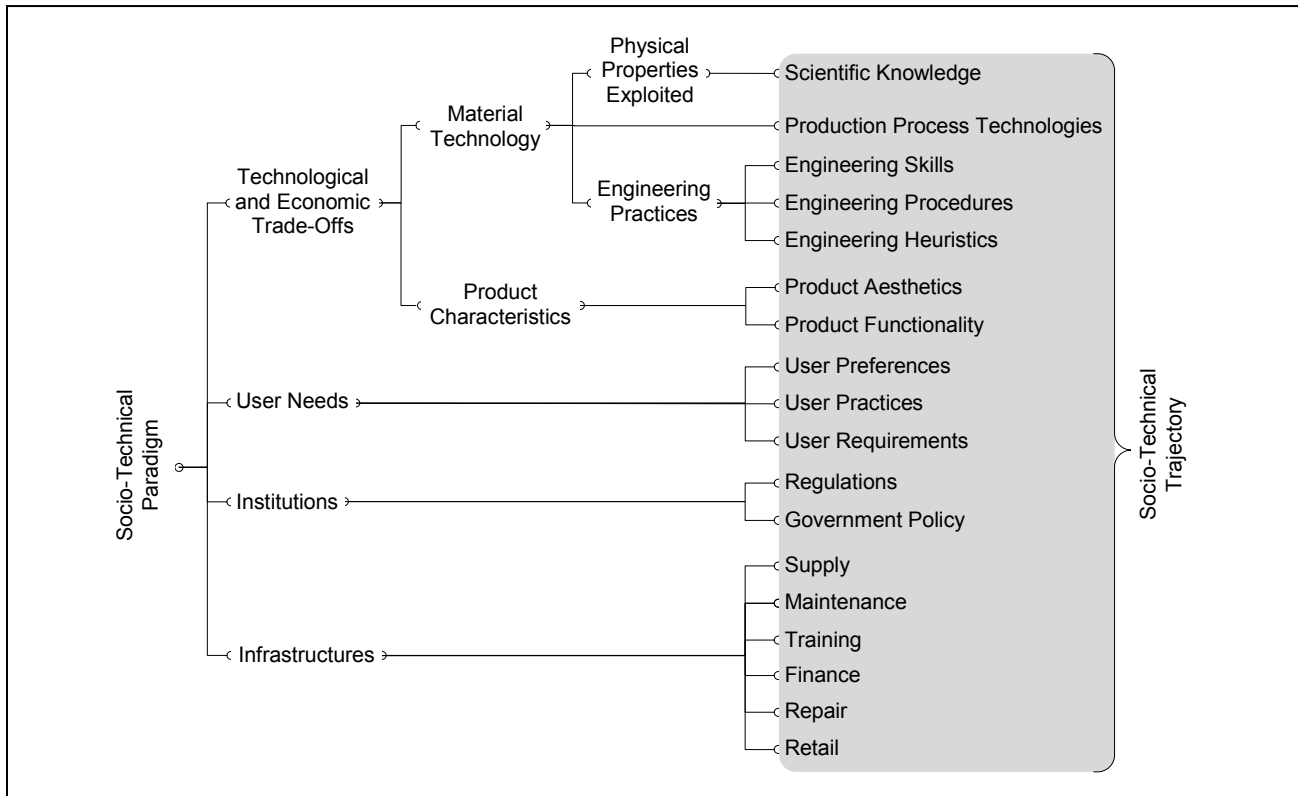 Socio-Technical
Paradigm
Technological
and Economic
Trade-Offs
User Needs
Institutions
Infrastructures
Material
Technology
Product
Characteristics
Physical
Properties
Exploited
Engineering
Practices
Scientific Knowledge
Production Process Technologies
Engineering Skills
Engineering Procedures
Engineering Heuristics
Product Aesthetics
Product Functionality
User Preferences
User Practices
User Requirements
Regulations
Government Policy
Supply
Maintenance
Training
Finance
Repair
Retail
Socio-Technical
Trajectory